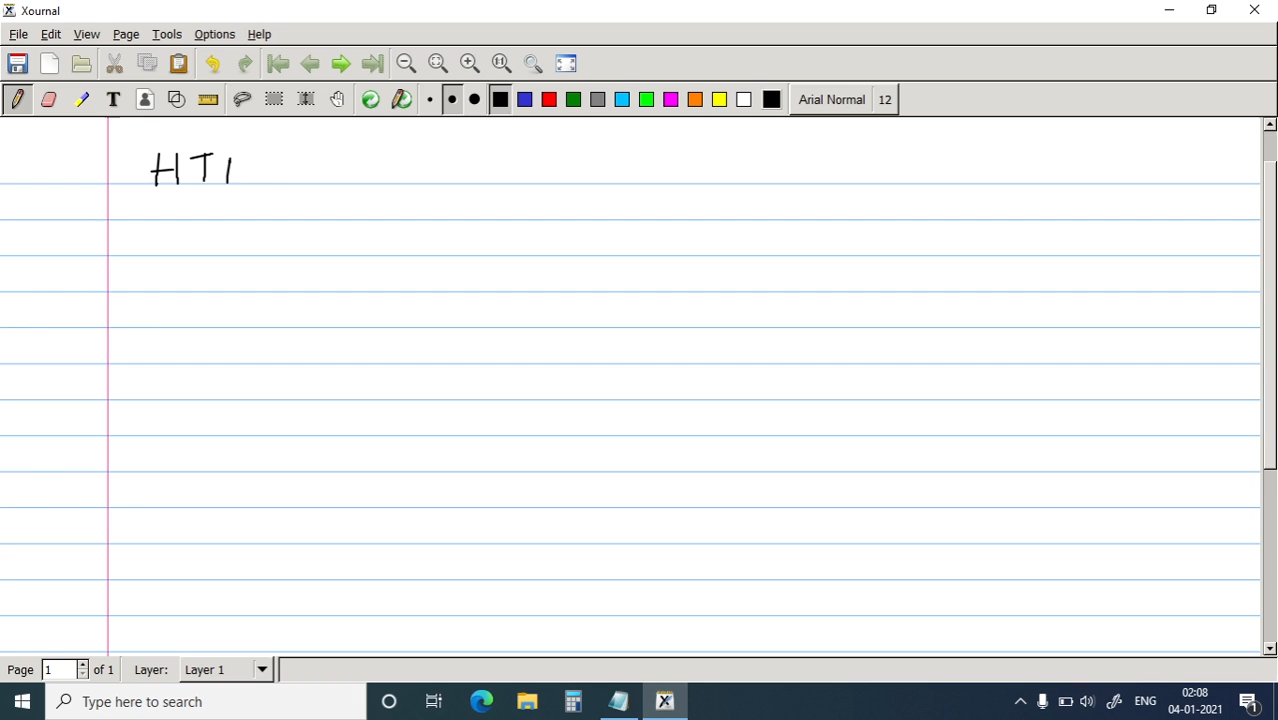 Xournal
File Edit View Page Tools Options Help
T Arial Normal 12
HTI
Page 1 of 1 Layer: Layer 1
Type here to search
ENG 02:08
04-01-2021 1